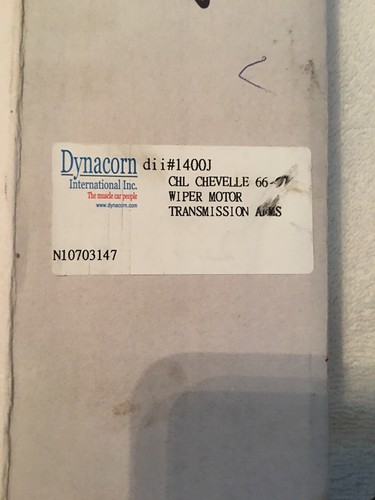 Dynacorn
International Inc.
The muscle car people
www.dynacorn.com
dii#1400J
CHL CHEVELLE 66-
WIPER MOTOR
TRANSMISSION ARMS
N10703147